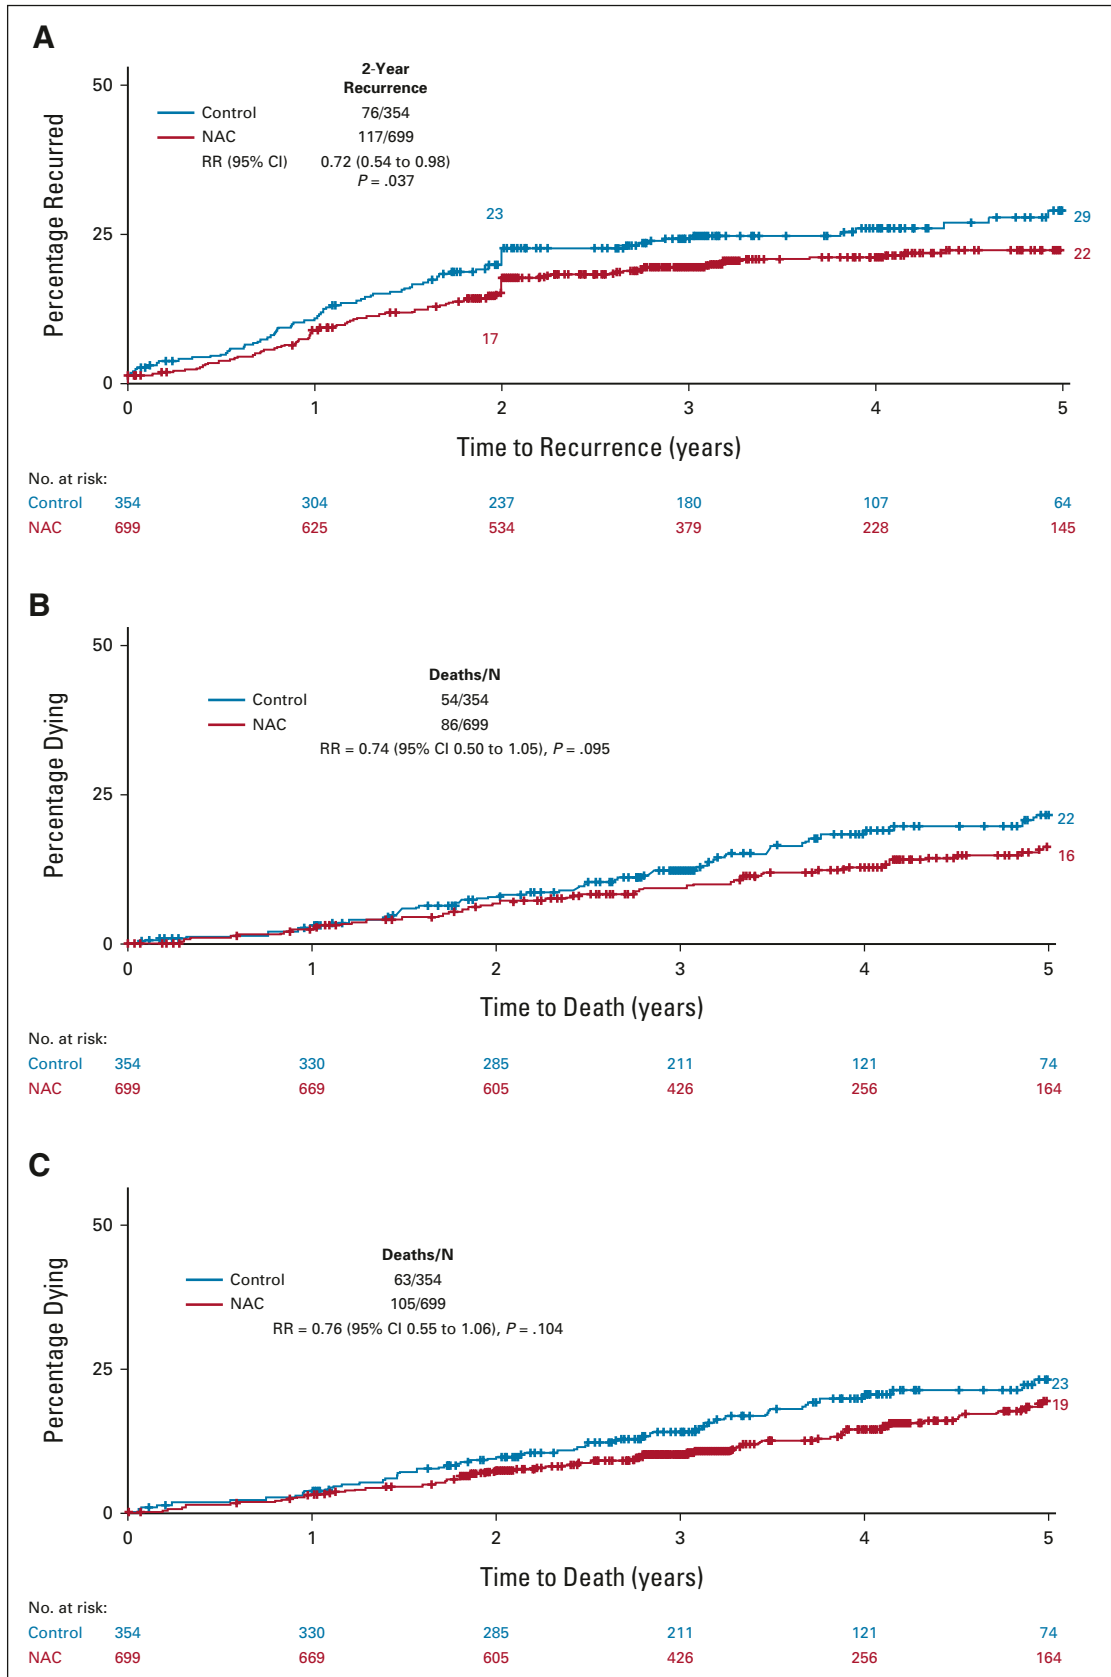 A
2-Year
Recurrence
Control 76/354
NAC 117/699
RR (95% CI) 0.72 (0.54 to 0.98)
P = .037
Percentage Recurred
50
25
0
23
17
29
22
0 1 2 3 4 5
Time to Recurrence (years)
No. at risk:
Control 354 304 237 180 107 64
NAC 699 625 534 379 228 145
B
Deaths/N
Control 54/354
NAC 86/699
RR = 0.74 (95% CI 0.50 to 1.05), P = .095
Percentage Dying
50
25
0
22
16
0 1 2 3 4 5
Time to Death (years)
No. at risk:
Control 354 330 285 211 121 74
NAC 699 669 605 426 256 164
C
Deaths/N
Control 63/354
NAC 105/699
RR = 0.76 (95% CI 0.55 to 1.06), P = .104
Percentage Dying
50
25
0
23
19
0 1 2 3 4 5
Time to Death (years)
No. at risk:
Control 354 330 285 211 121 74
NAC 699 669 605 426 256 164